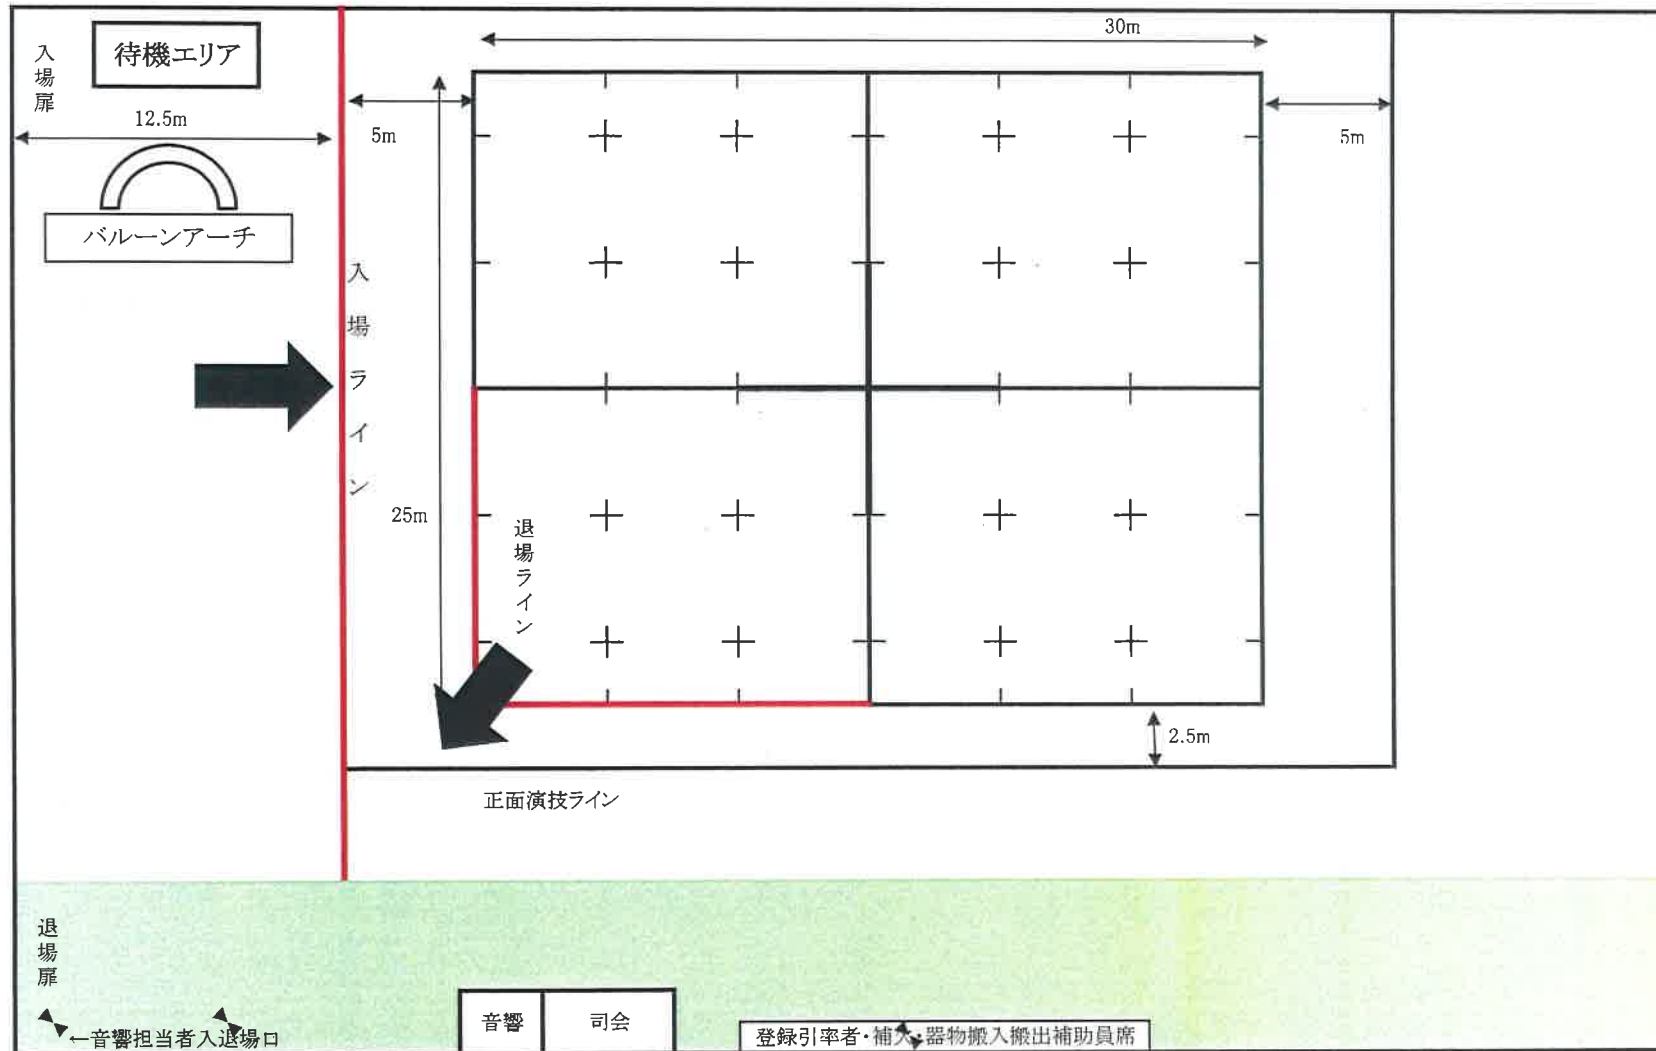 入場扉
待機エリア
30m
12.5m
5m
5m
バルーンアーチ
入場ライン
25m
退場ライン
2.5m
正面演技ライン
退場扉
←音響担当者入退場口
音響
司会
登録引率者・補欠・器物搬入搬出補助員席